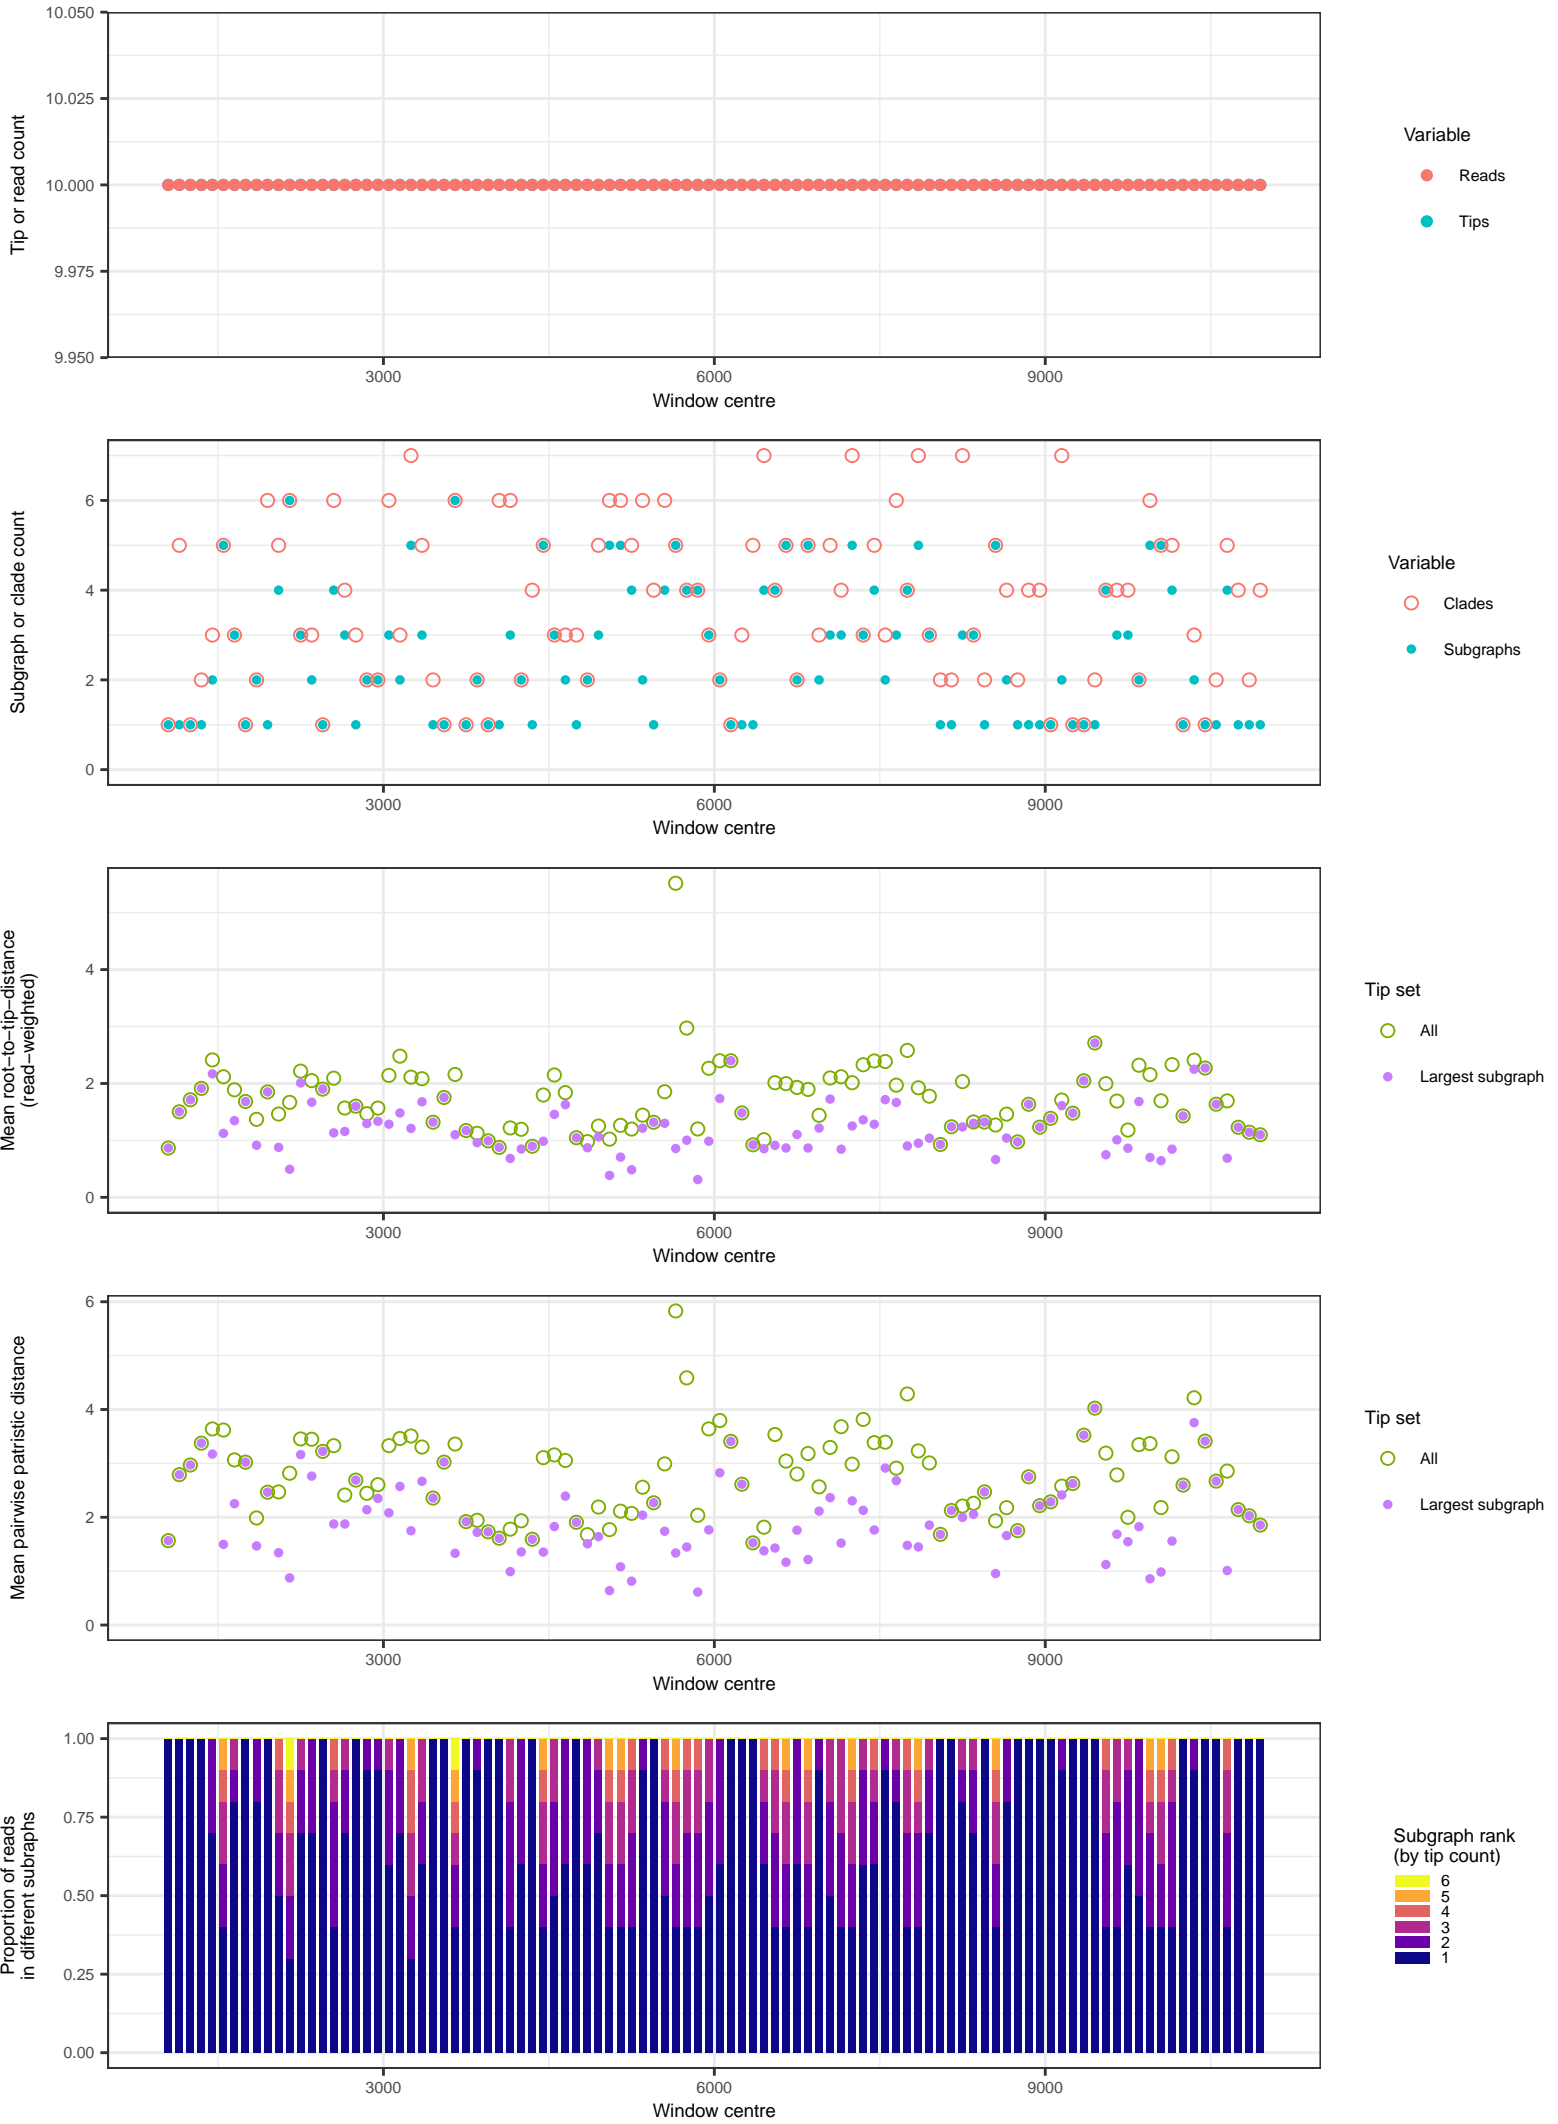 10.050
10.025
10.000
9.975
9.950
Tip or read count
3000
6000
9000
Window centre
Variable
Reads
Tips
6
4
2
0
Subgraph or clade count
3000
6000
9000
Window centre
Variable
Clades
Subgraphs
4
2
0
Mean root−to−tip−distance
(read−weighted)
3000
6000
9000
Window centre
Tip set
All
Largest subgraph
6
4
2
0
Mean pairwise patristic distance
3000
6000
9000
Window centre
Tip set
All
Largest subgraph
1.00
0.75
0.50
0.25
0.00
Proportion of reads
in different subraphs
3000
6000
9000
Window centre
Subgraph rank
(by tip count)
6
5
4
3
2
1